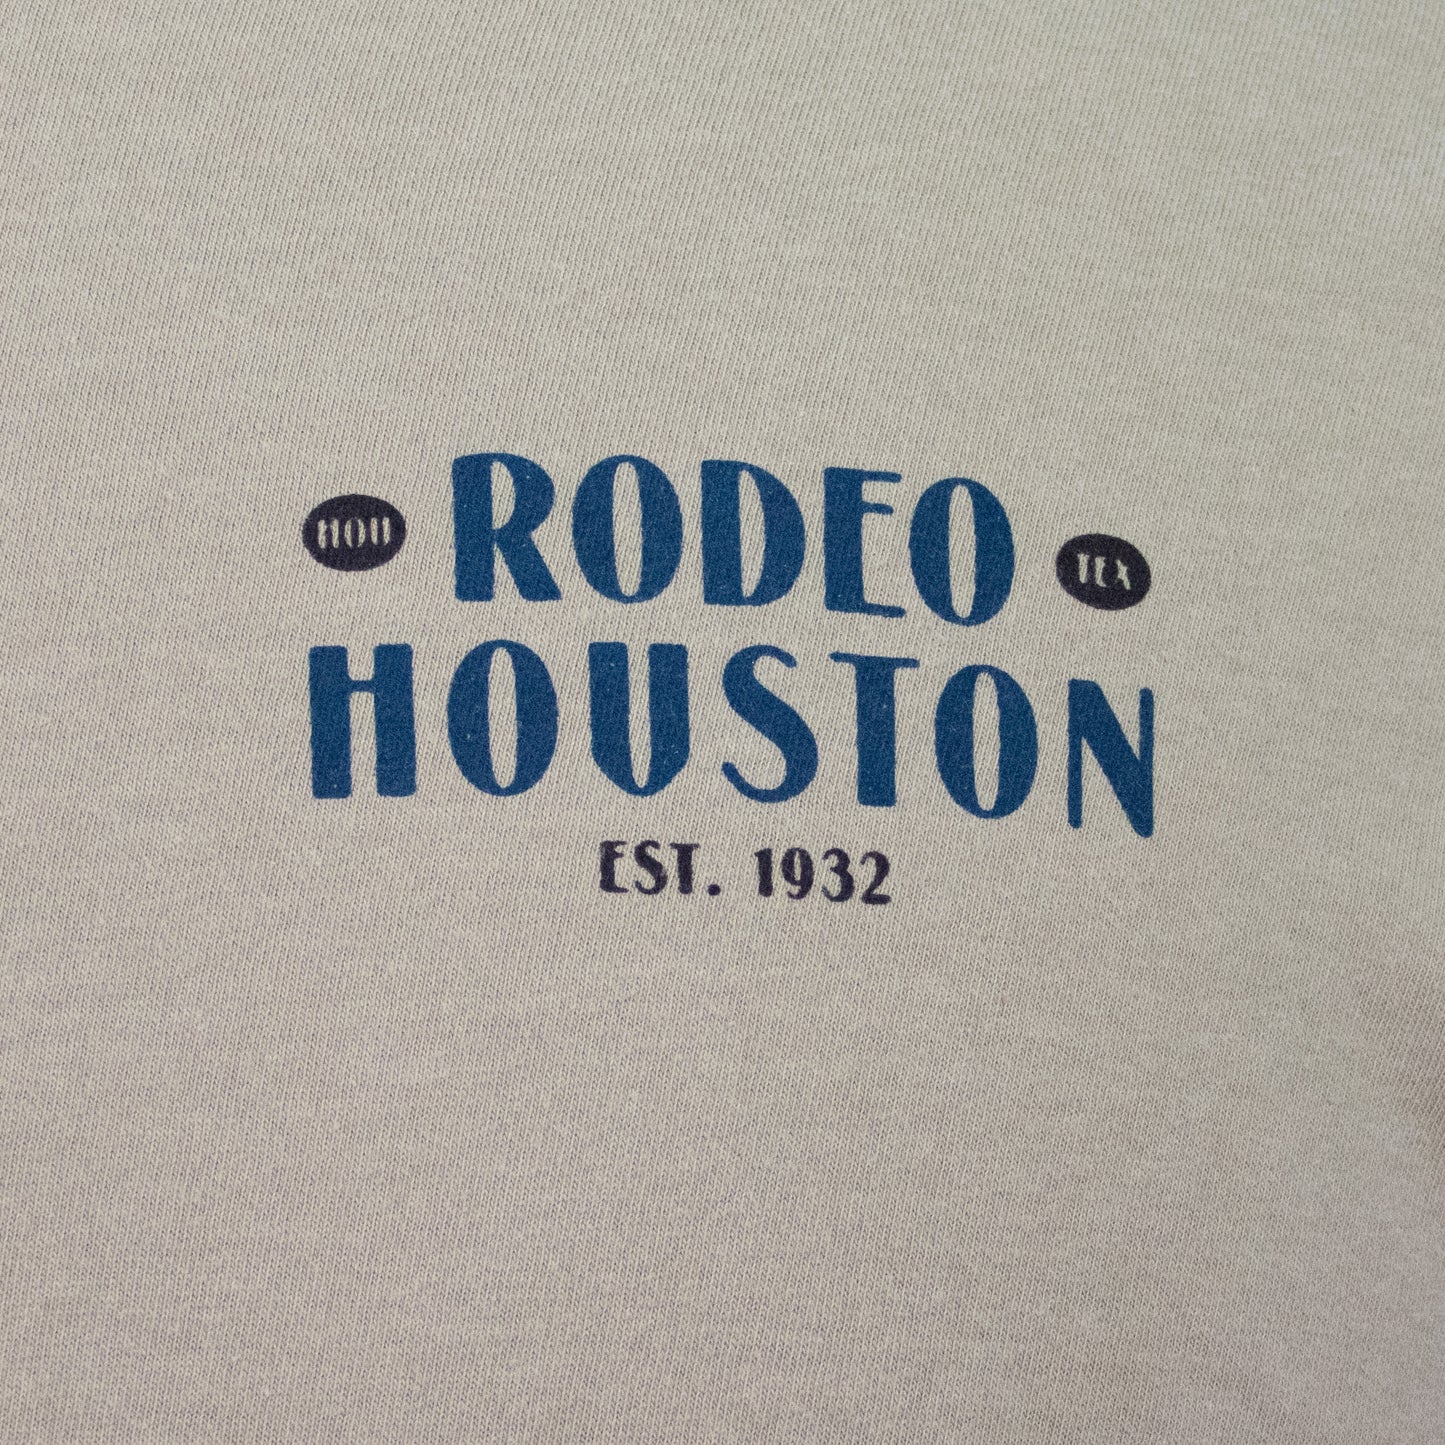 HOU RODEO TEX
HOUSTON
EST. 1932